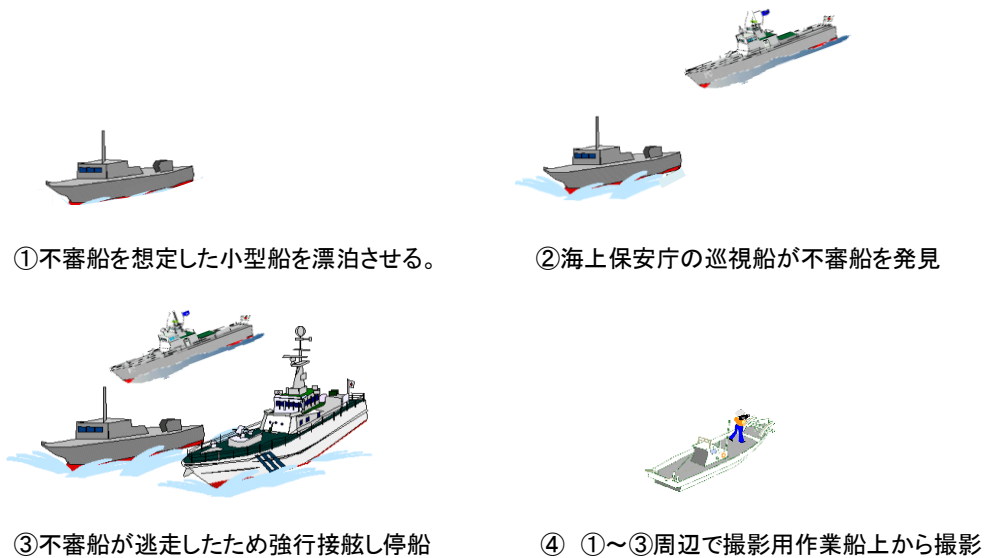 ①不審船を想定した小型船を漂泊させる。
②海上保安庁の巡視船が不審船を発見
③不審船が逃走したため強行接舷し停船
④ ①～③周辺で撮影用作業船上から撮影